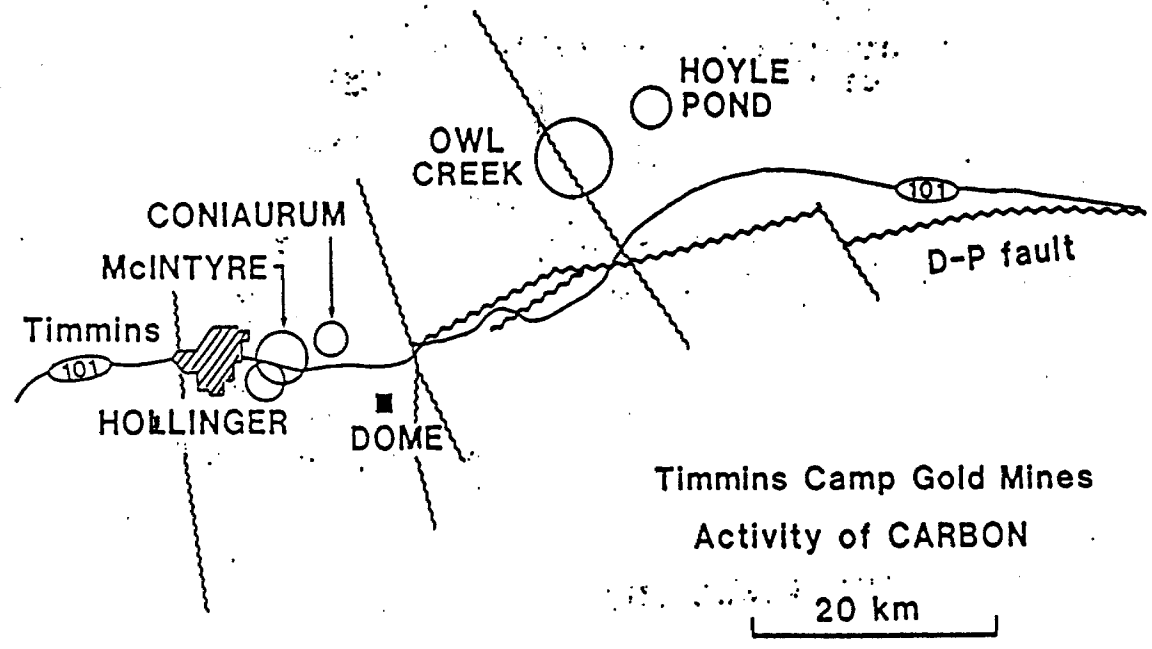 HOYLE
POND
OWL
CREEK
CONIAURUM
McINTYRE
101
D-P fault
Timmins
101
HOLLINGER
DOME
Timmins Camp Gold Mines
Activity of CARBON
20 km